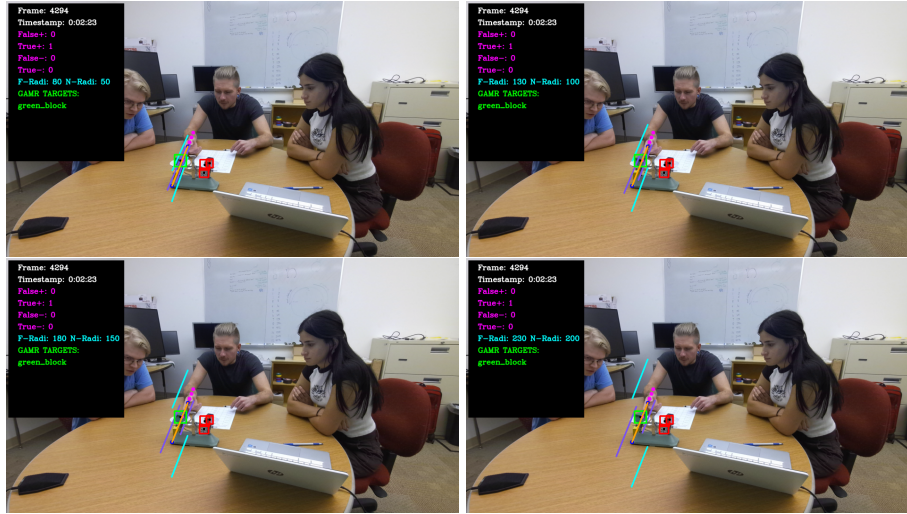 Frame: 4294
Timestamp: 0:02:23
False+: 0
True+: 1
False-: 0
True-: 0
F-Radi: 80 N-Radi: 50
GAMR TARGETS:
green_block
Frame: 4294
Timestamp: 0:02:23
False+: 0
True+: 1
False-: 0
True-: 0
F-Radi: 130 N-Radi: 100
GAMR TARGETS:
green_block
Frame: 4294
Timestamp: 0:02:23
False+: 0
True+: 1
False-: 0
True-: 0
F-Radi: 180 N-Radi: 150
GAMR TARGETS:
green_block
Frame: 4294
Timestamp: 0:02:23
False+: 0
True+: 1
False-: 0
True-: 0
F-Radi: 230 N-Radi: 200
GAMR TARGETS:
green_block